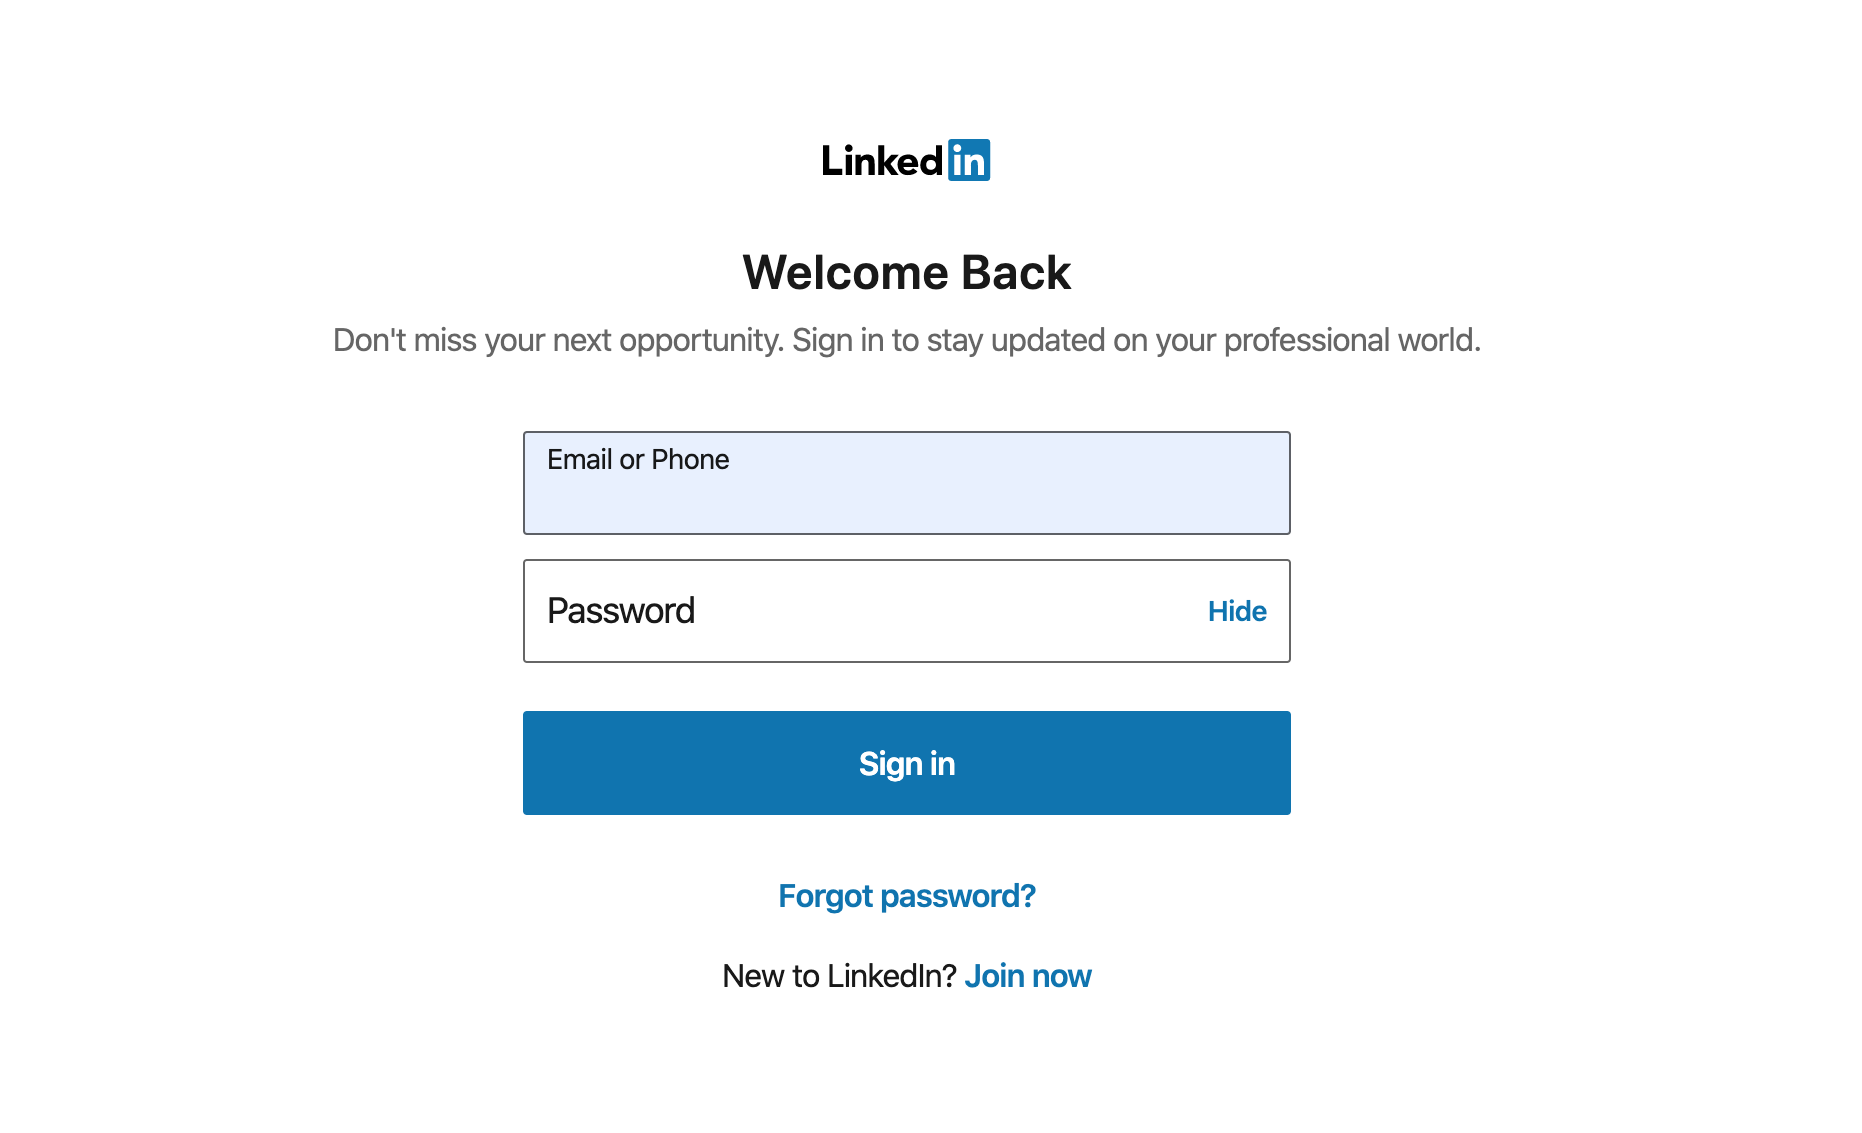 Linkedin
Welcome Back
Don't miss your next opportunity. Sign in to stay updated on your professional world.
Email or Phone
Password
Hide
Sign in
Forgot password?
New to LinkedIn? Join now